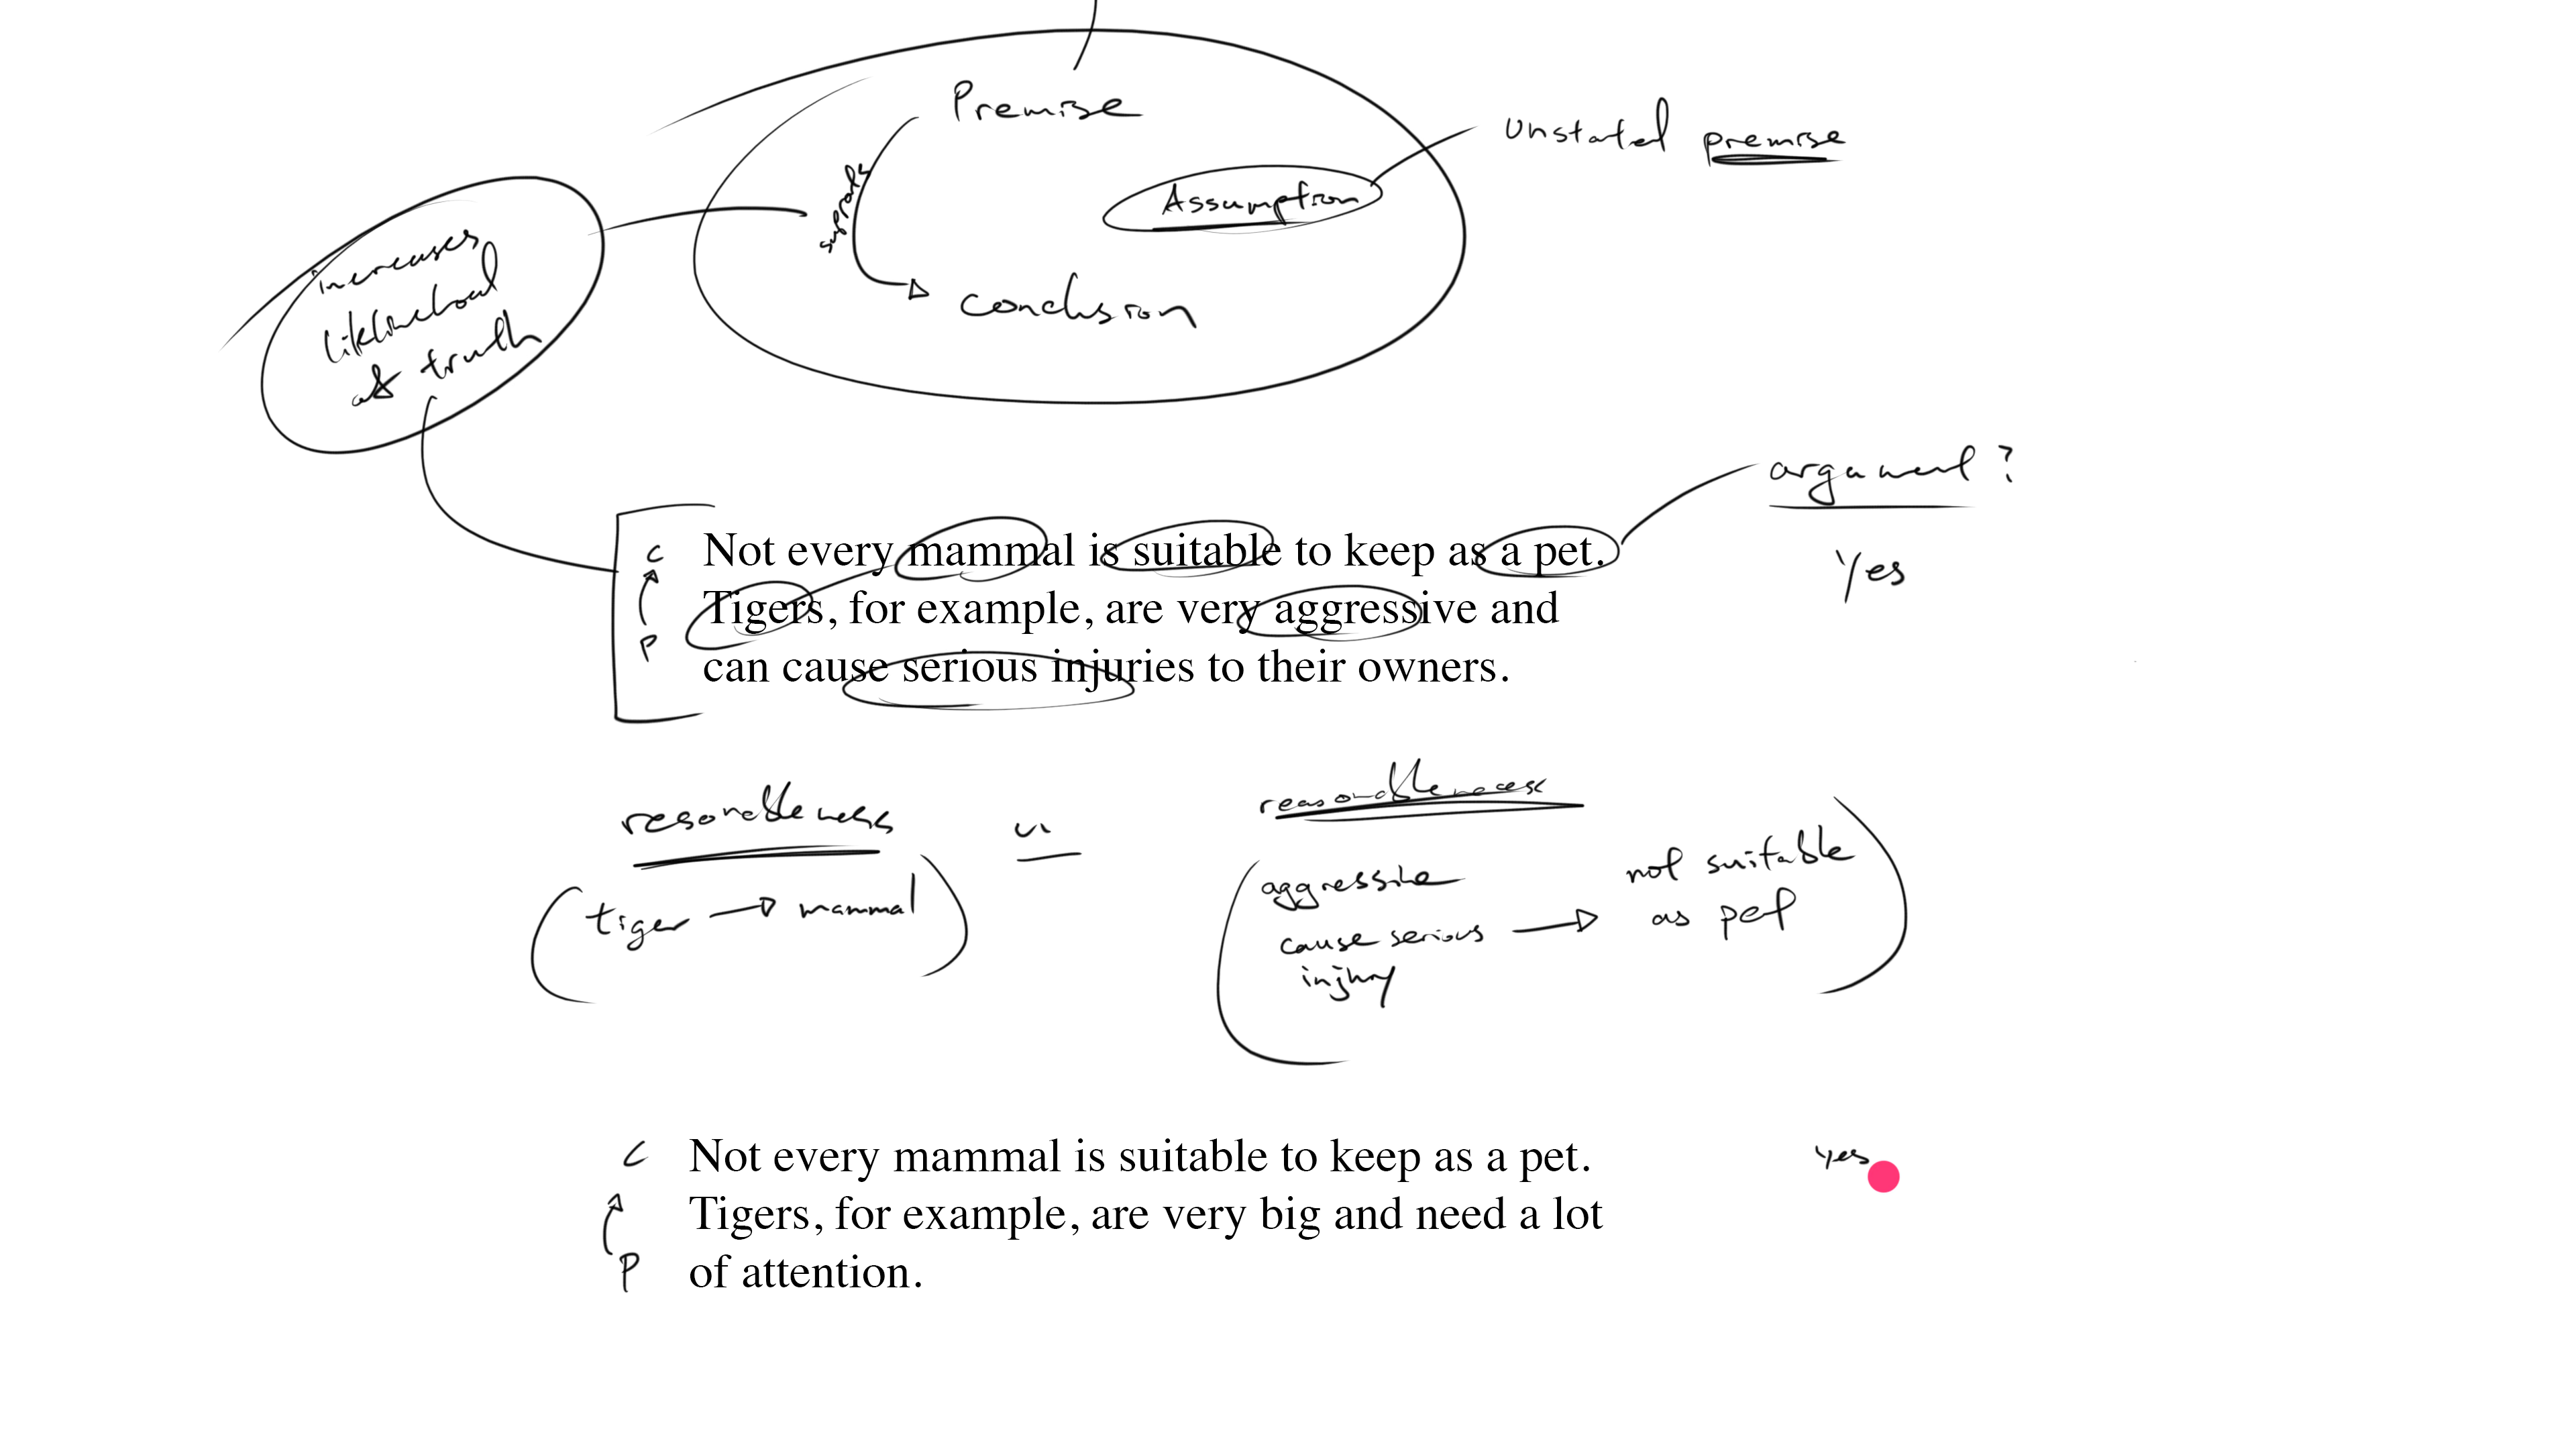 Premise
Unstated premise
supports
Assumption
increases
of truth
Conclusion
argument?
C Not every mammal is suitable to keep as a pet.
Yes
Tigers, for example, are very aggressive and
P
can cause serious injuries to their owners.
resonableness
reasonableness
tiger → mammal
aggressive
cause serious
injury
→
not suitable
as pet
C Not every mammal is suitable to keep as a pet.
yes
Tigers, for example, are very big and need a lot
P of attention.